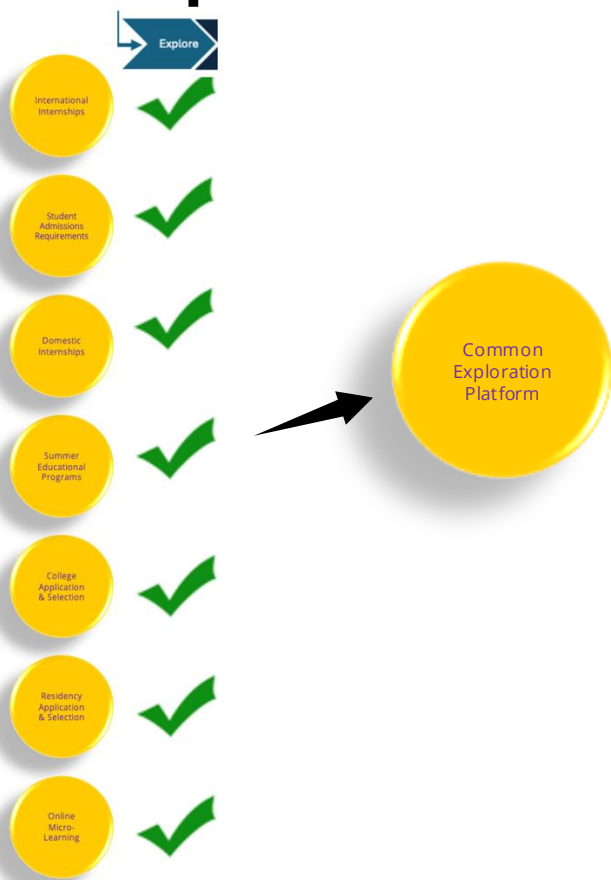 Explore
International
Internships
Student
Admissions
Requirements
Domestic
Internships
Summer
Educational
Programs
College
Application
& Selection
Residency
Application
& Selection
Online
Micro-
Learning
Common
Exploration
Platform